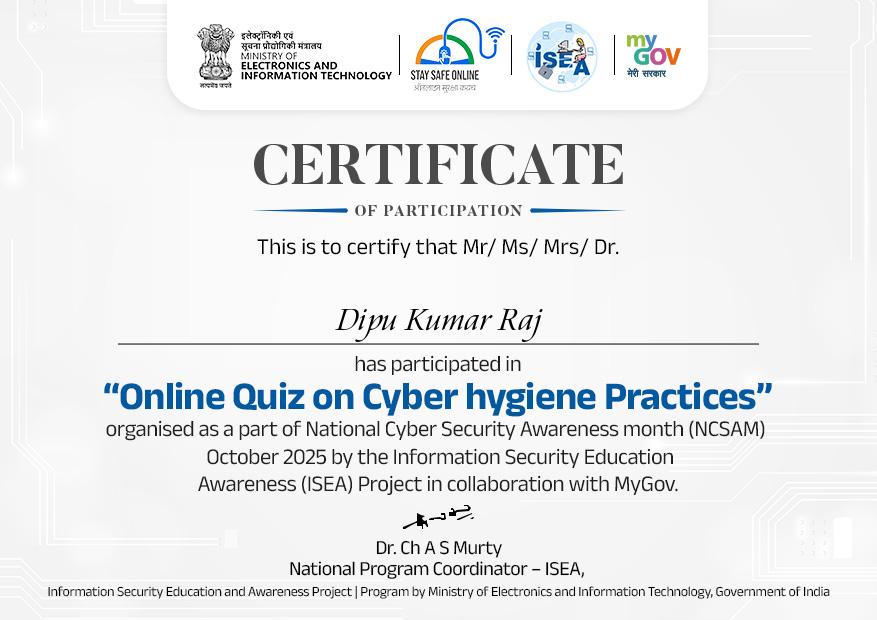 इलेक्ट्रॉनिकी एवं
सूचना प्रौद्योगिकी मंत्रालय
MINISTRY OF
ELECTRONICS AND
INFORMATION TECHNOLOGY
सत्यमेव जयते
STAY SAFE ONLINE
ऑनलाइन सुरक्षा कवच
ISEA
my
GOV
मेरी सरकार
CERTIFICATE
OF PARTICIPATION
This is to certify that Mr/ Ms/ Mrs/ Dr.
Dipu Kumar Raj
has participated in
“Online Quiz on Cyber hygiene Practices”
organised as a part of National Cyber Security Awareness month (NCSAM)
October 2025 by the Information Security Education
Awareness (ISEA) Project in collaboration with MyGov.
Dr. Ch A S Murty
National Program Coordinator – ISEA,
Information Security Education and Awareness Project | Program by Ministry of Electronics and Information Technology, Government of India